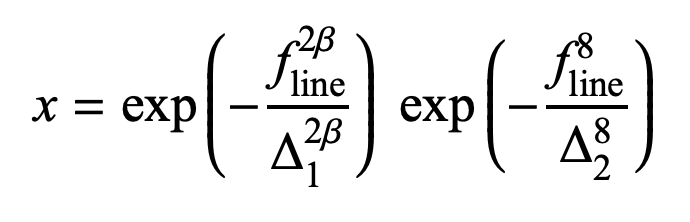 x = exp(−f_line^{2β}/Δ_1^{2β}) exp(−f_line^8/Δ_2^8)